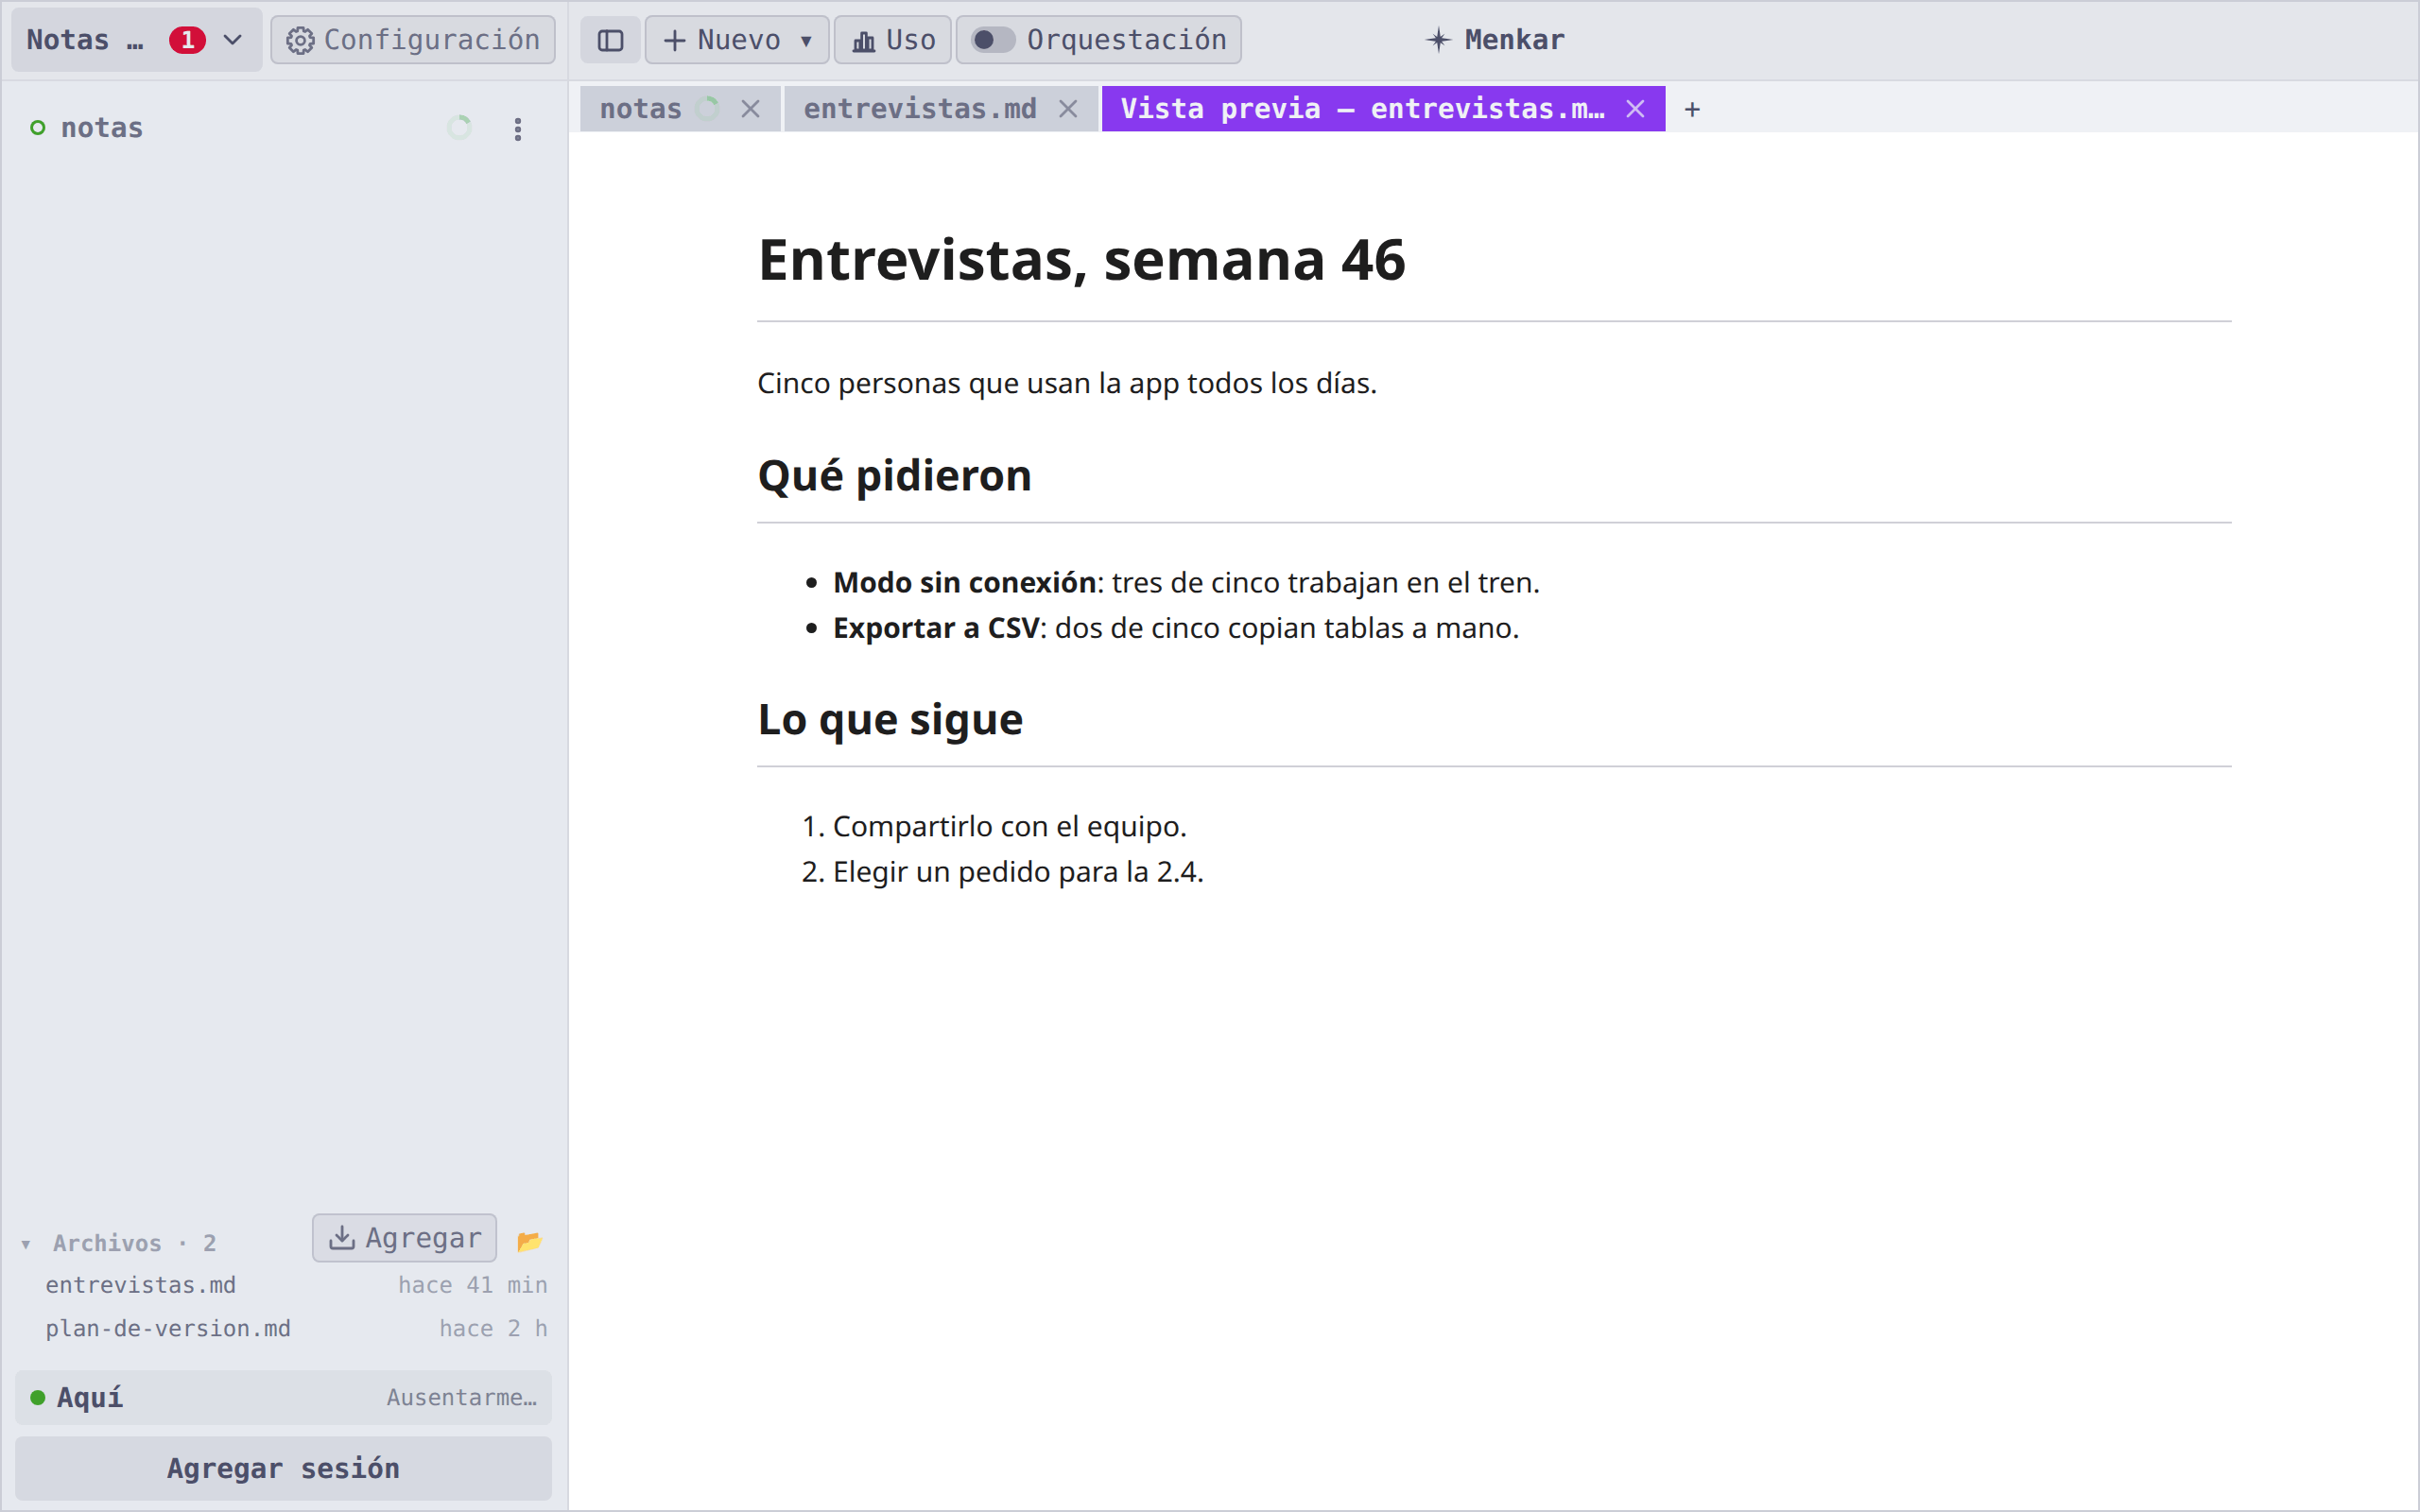 Notas … 1
Configuración
Nuevo ▾
Uso
Orquestación
Menkar
notas
notas
entrevistas.md
Vista previa — entrevistas.m…
+
Entrevistas, semana 46
Cinco personas que usan la app todos los días.
Qué pidieron
• Modo sin conexión: tres de cinco trabajan en el tren.
• Exportar a CSV: dos de cinco copian tablas a mano.
Lo que sigue
1. Compartirlo con el equipo.
2. Elegir un pedido para la 2.4.
▾ Archivos · 2
Agregar
entrevistas.md hace 41 min
plan-de-version.md hace 2 h
Aquí Ausentarme…
Agregar sesión